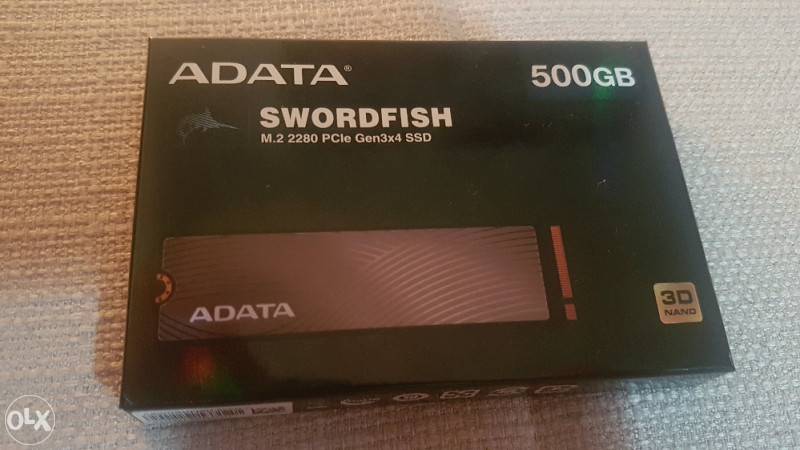 ADATA®
500GB
SWORDFISH
M.2 2280 PCIe Gen3x4 SSD
ADATA
3D
NAND
OLX